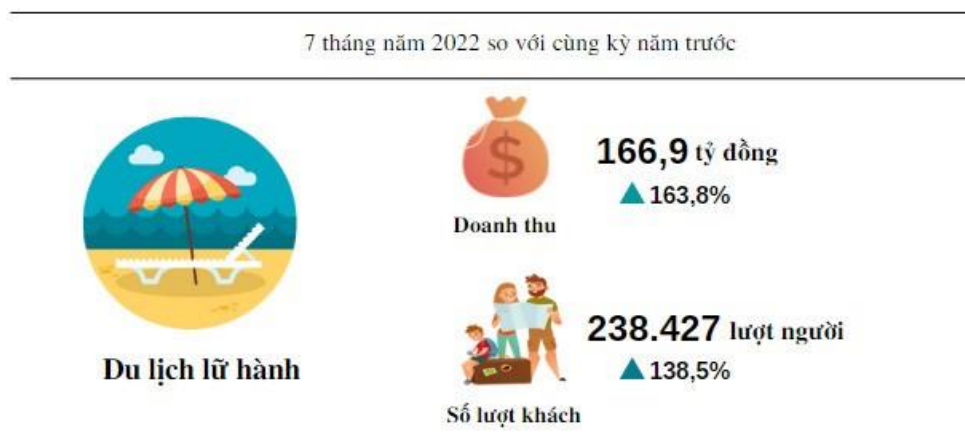 7 tháng năm 2022 so với cùng kỳ năm trước
$
166,9 tỷ đồng
▲ 163,8%
Doanh thu
238.427 lượt người
▲ 138,5%
Du lịch lữ hành
Số lượt khách